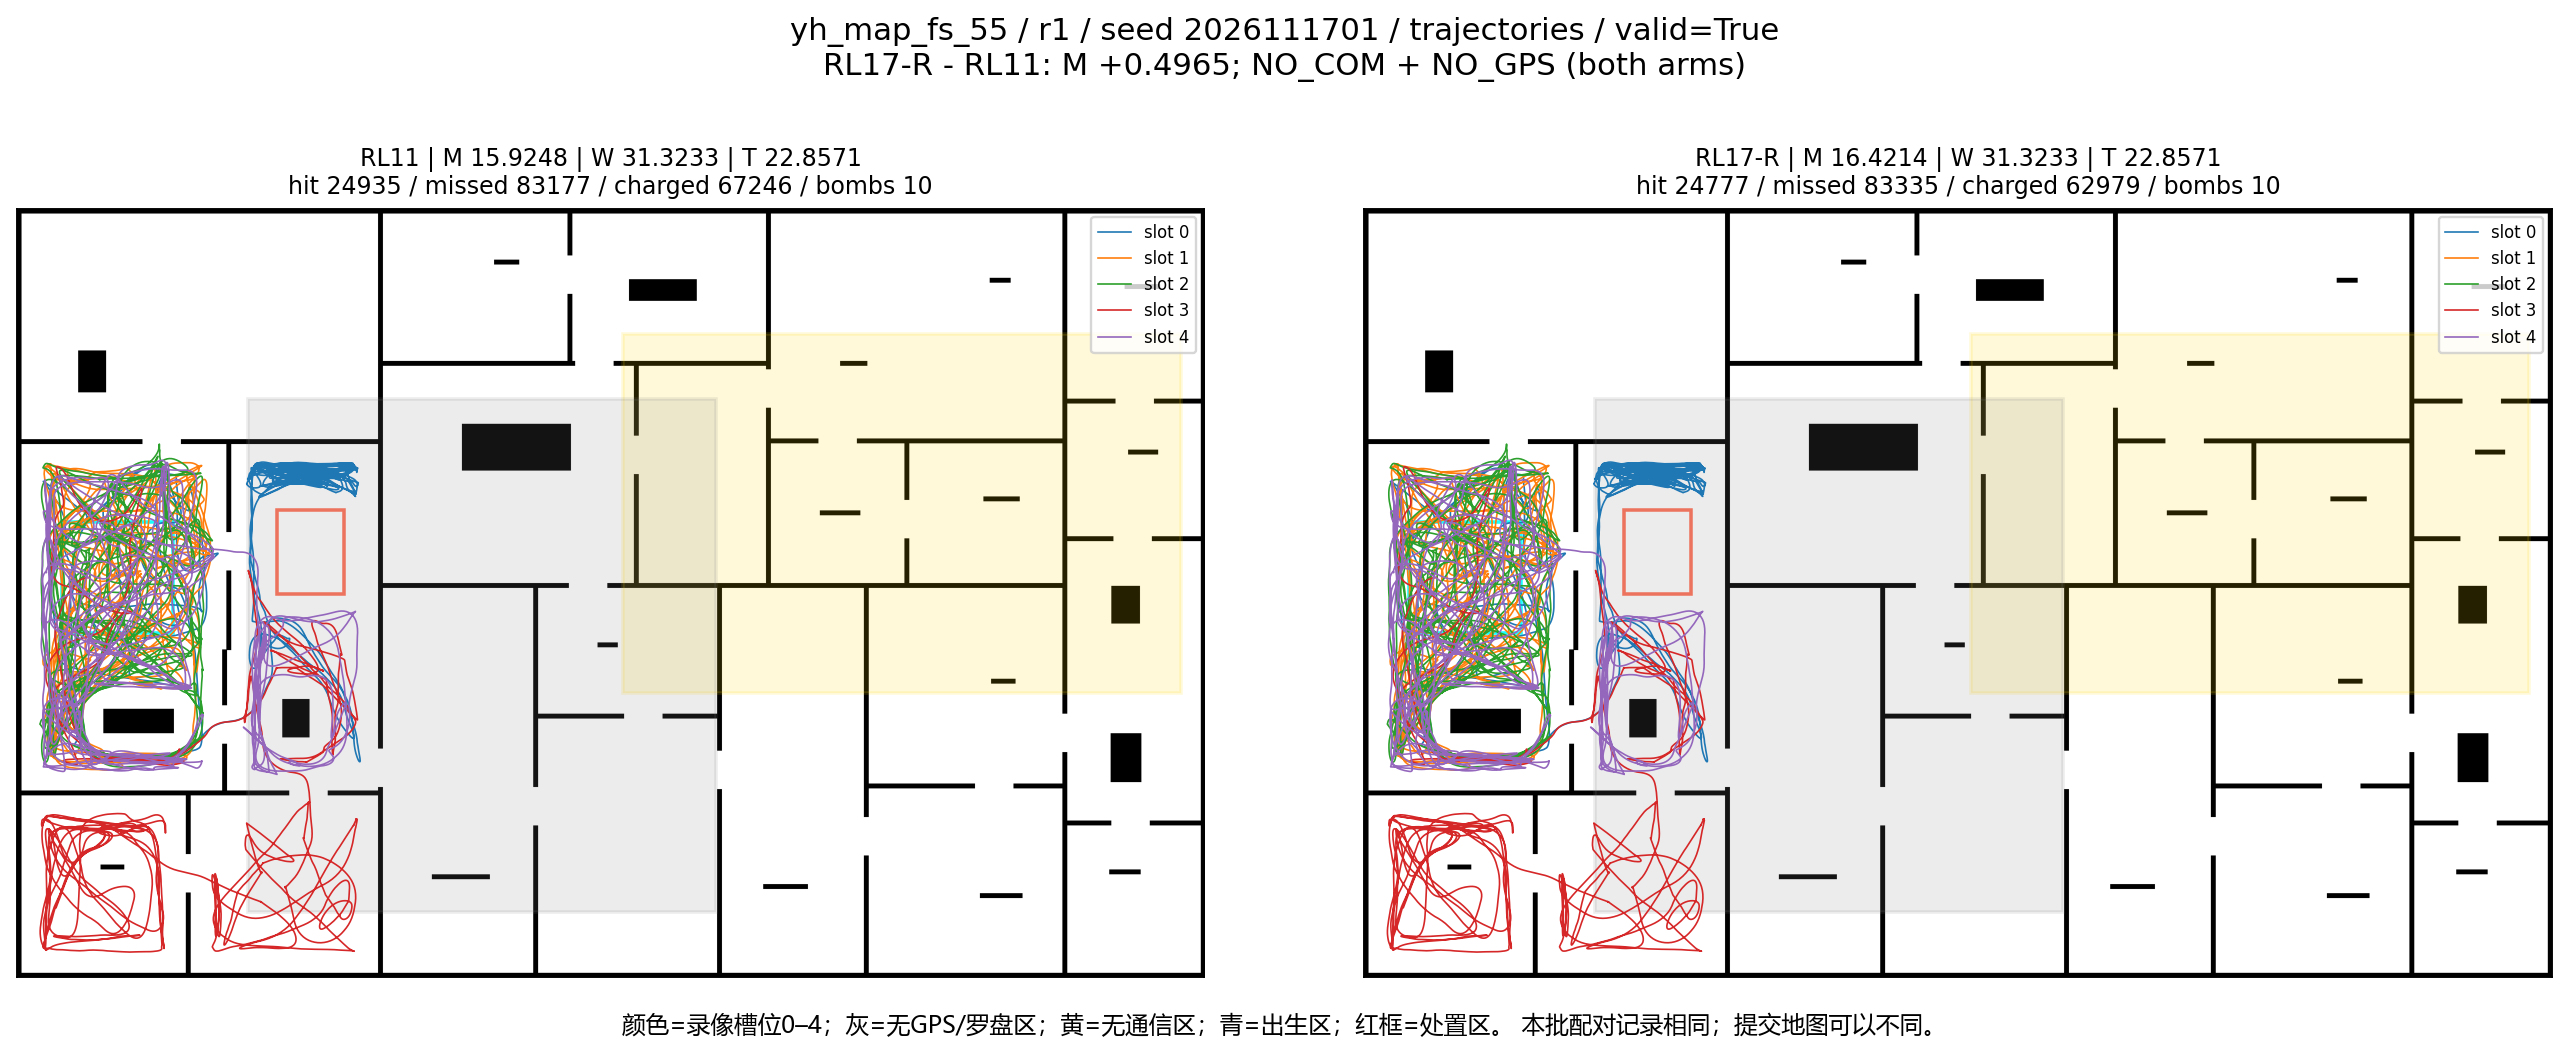 yh_map_fs_55 / r1 / seed 2026111701 / trajectories / valid=True
RL17-R - RL11: M +0.4965; NO_COM + NO_GPS (both arms)
RL11 | M 15.9248 | W 31.3233 | T 22.8571
hit 24935 / missed 83177 / charged 67246 / bombs 10
slot 0
slot 1
slot 2
slot 3
slot 4
RL17-R | M 16.4214 | W 31.3233 | T 22.8571
hit 24777 / missed 83335 / charged 62979 / bombs 10
slot 0
slot 1
slot 2
slot 3
slot 4
颜色=录像槽位0–4；灰=无GPS/罗盘区；黄=无通信区；青=出生区；红框=处置区。 本批配对记录相同；提交地图可以不同。